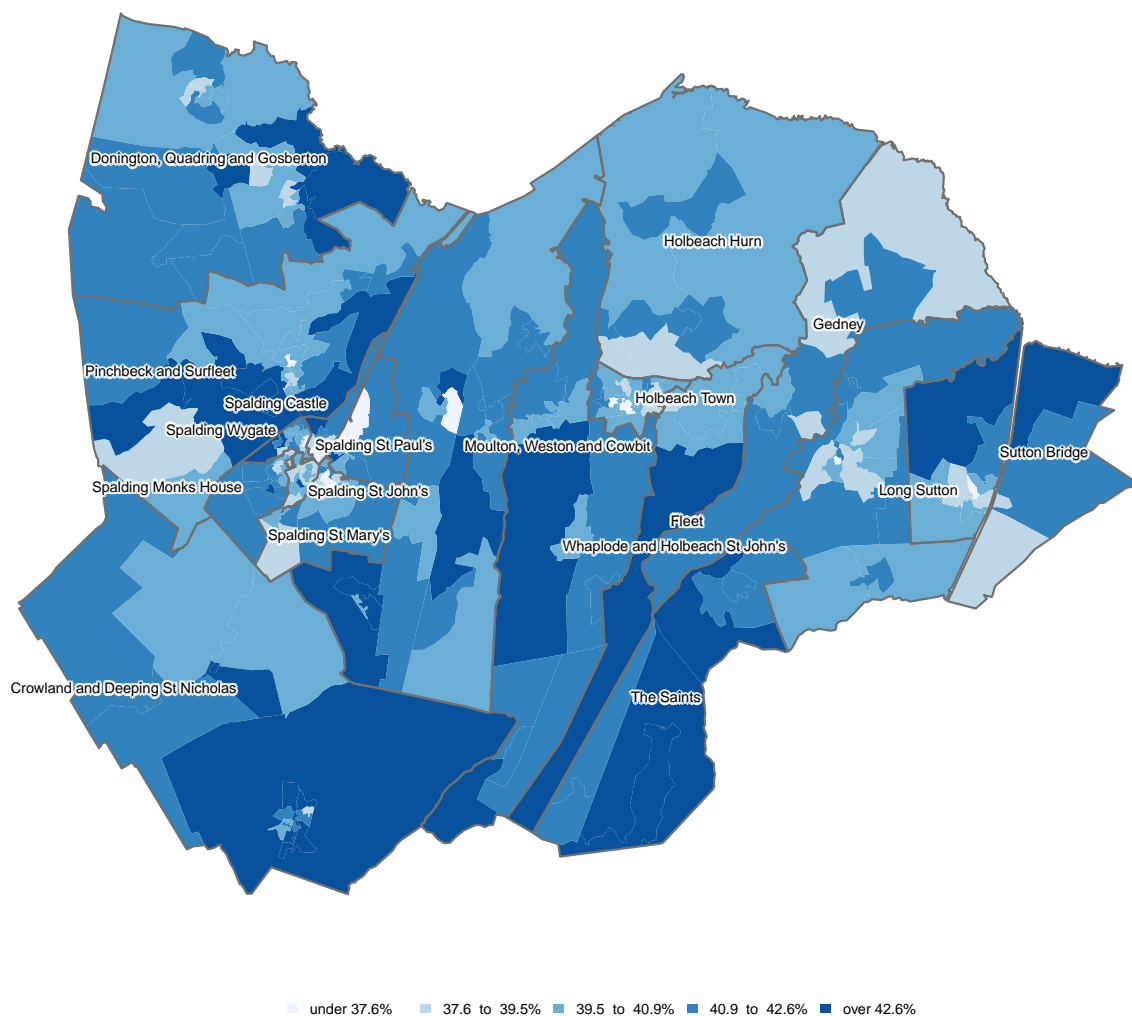 Donington, Quadring and Gosberton
Holbeach Hurn
Gedney
Pinchbeck and Surfleet
Spalding Castle
Holbeach Town
Spalding Wygate
Spalding St Paul's
Moulton, Weston and Cowbit
Sutton Bridge
Spalding Monks House
Spalding St John's
Long Sutton
Fleet
Spalding St Mary's
Whaplode and Holbeach St John's
Crowland and Deeping St Nicholas
The Saints
under 37.6% 37.6 to 39.5% 39.5 to 40.9% 40.9 to 42.6% over 42.6%